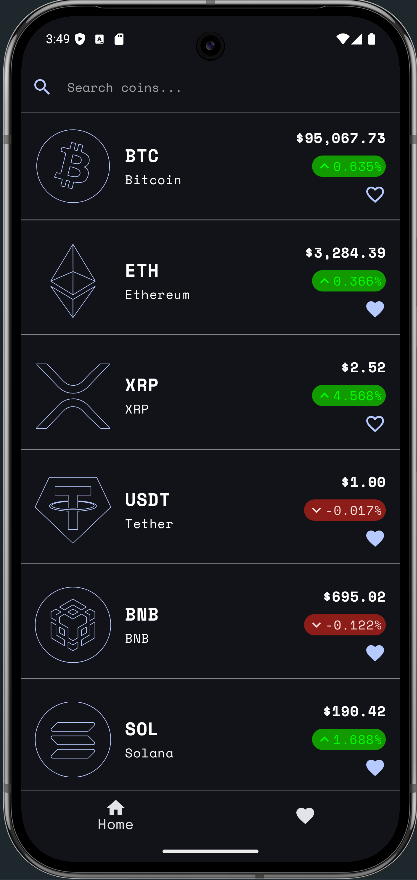 3:49
Search coins...
BTC
Bitcoin
$95,067.73
0.635%
ETH
Ethereum
$3,284.39
0.366%
XRP
XRP
$2.52
4.568%
USDT
Tether
$1.00
-0.017%
BNB
BNB
$695.02
-0.122%
SOL
Solana
$190.42
1.688%
Home